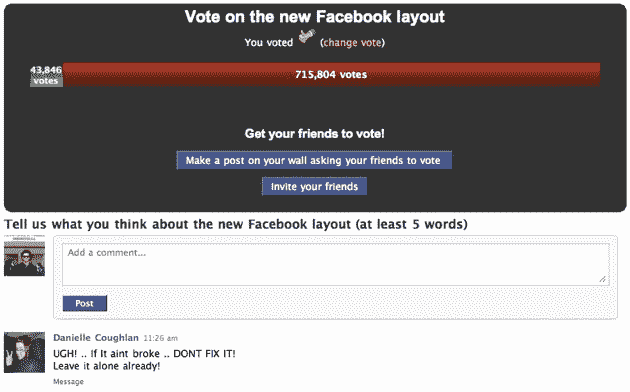 Vote on the new Facebook layout
You voted (change vote)
43,846
votes
715,804 votes
Get your friends to vote!
Make a post on your wall asking your friends to vote
Invite your friends
Tell us what you think about the new Facebook layout (at least 5 words)
Add a comment...
Post
Danielle Coughlan 11:26 am
UGH! .. If It aint broke .. DONT FIX IT!
Leave it alone already!
Message